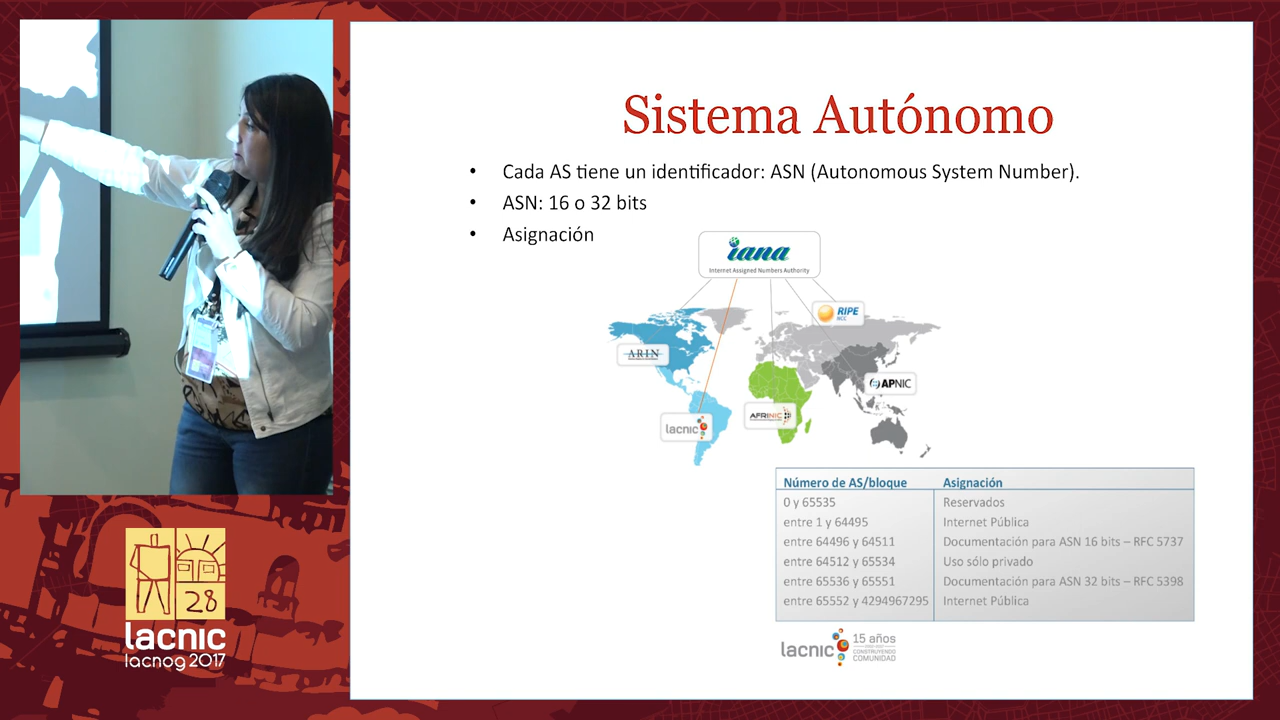 Sistema Autónomo
• Cada AS tiene un identificador: ASN (Autonomous System Number).
• ASN: 16 o 32 bits
• Asignación
iana
Internet Assigned Numbers Authority
RIPE
NCC
ARIN
APNIC
AFRINIC
lacnic
Número de AS/bloque Asignación
0 y 65535 Reservados
entre 1 y 64495 Internet Pública
entre 64496 y 64511 Documentación para ASN 16 bits – RFC 5737
entre 64512 y 65534 Uso sólo privado
entre 65536 y 65551 Documentación para ASN 32 bits – RFC 5398
entre 65552 y 4294967295 Internet Pública
28
lacnic
lacnog 2017
lacnic
15 años
CONSTRUYENDO
COMUNIDAD